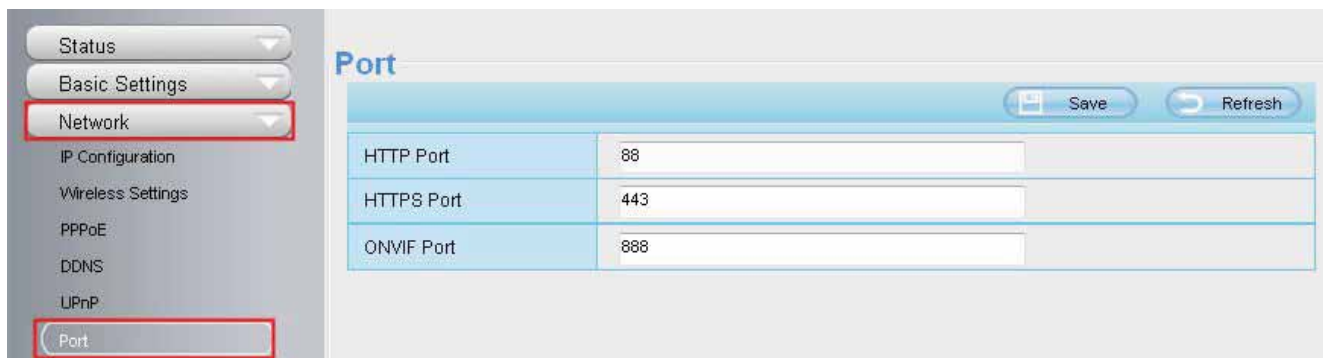 Status
Basic Settings
Network
IP Configuration
Wireless Settings
PPPoE
DDNS
UPnP
Port
Port
Save Refresh
HTTP Port 88
HTTPS Port 443
ONVIF Port 888